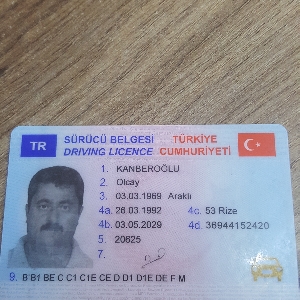 TR SÜRÜCÜ BELGESİ TÜRKİYE
DRIVING LICENCE CUMHURİYETİ
1. KANBEROĞLU
2. Olcay
3. 03.03.1969 Araklı
4a. 26.03.1992 4c. 53 Rize
4b. 03.05.2029 4d. 36944152420
5. 20625
7.
9. B B1 BE C C1 C1E CE D D1 D1E DE F M